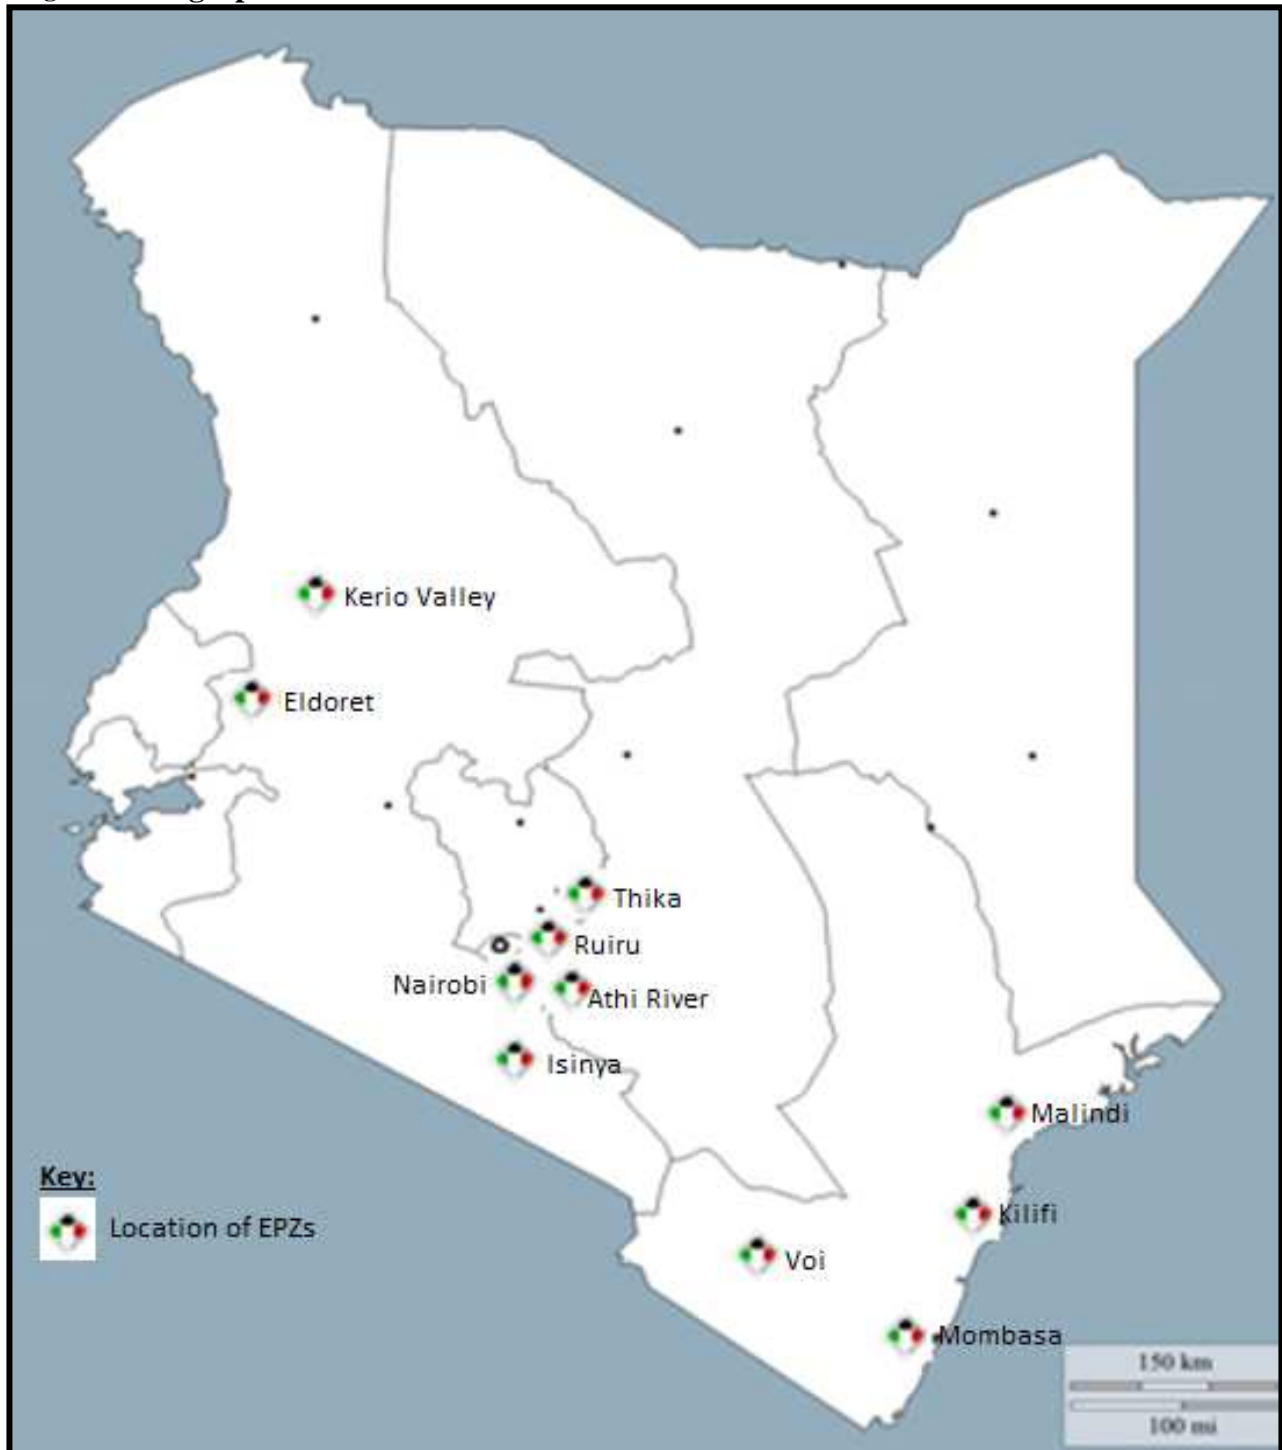 Kerio Valley
Eldoret
Thika
Ruiru
Nairobi
Athi River
Isinya
Malindi
Key:
Location of EPZs
Kilifi
Voi
Mombasa
150 km
100 mi